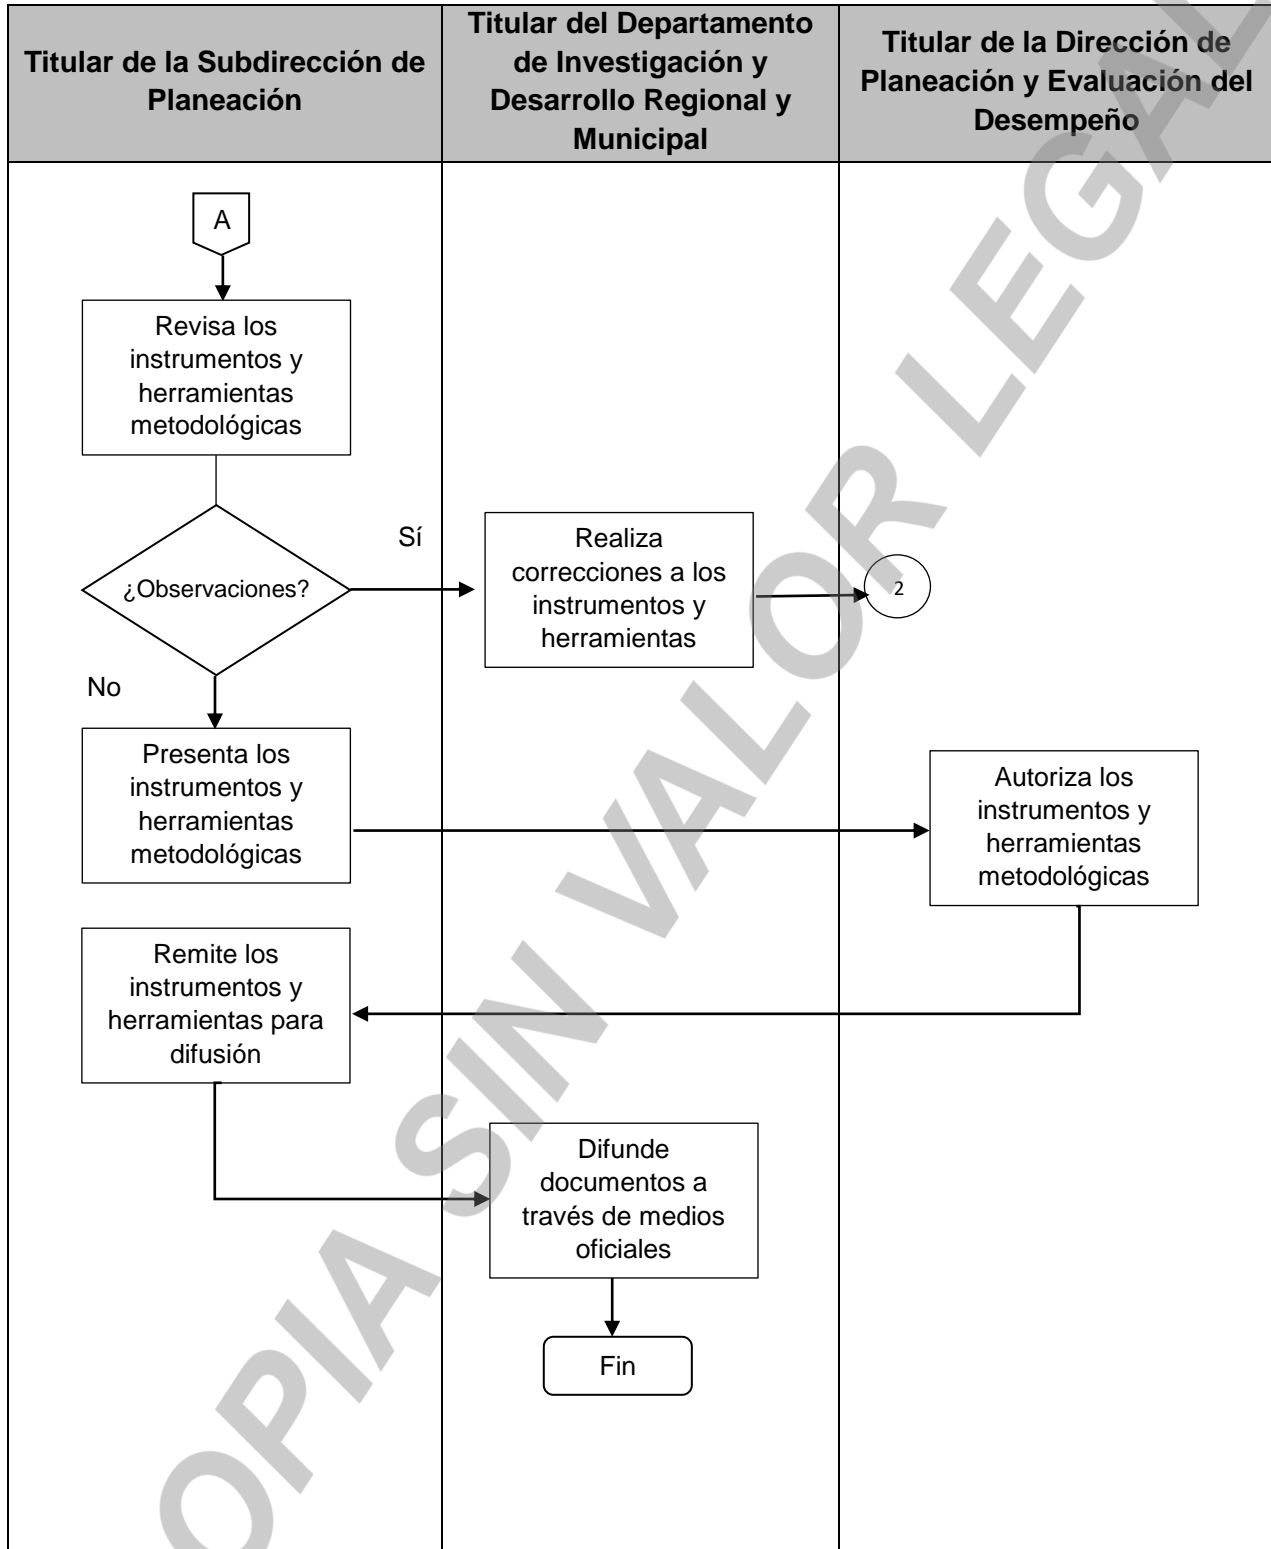 Titular de la Subdirección de
Planeación
Titular del Departamento
de Investigación y
Desarrollo Regional y
Municipal
Titular de la Dirección de
Planeación y Evaluación del
Desempeño
A
Revisa los
instrumentos y
herramientas
metodológicas
¿Observaciones?
Sí
No
Realiza
correcciones a los
instrumentos y
herramientas
2
Presenta los
instrumentos y
herramientas
metodológicas
Autoriza los
instrumentos y
herramientas
metodológicas
Remite los
instrumentos y
herramientas para
difusión
Difunde
documentos a
través de medios
oficiales
Fin
OPIA SIN VALOR LEGAL